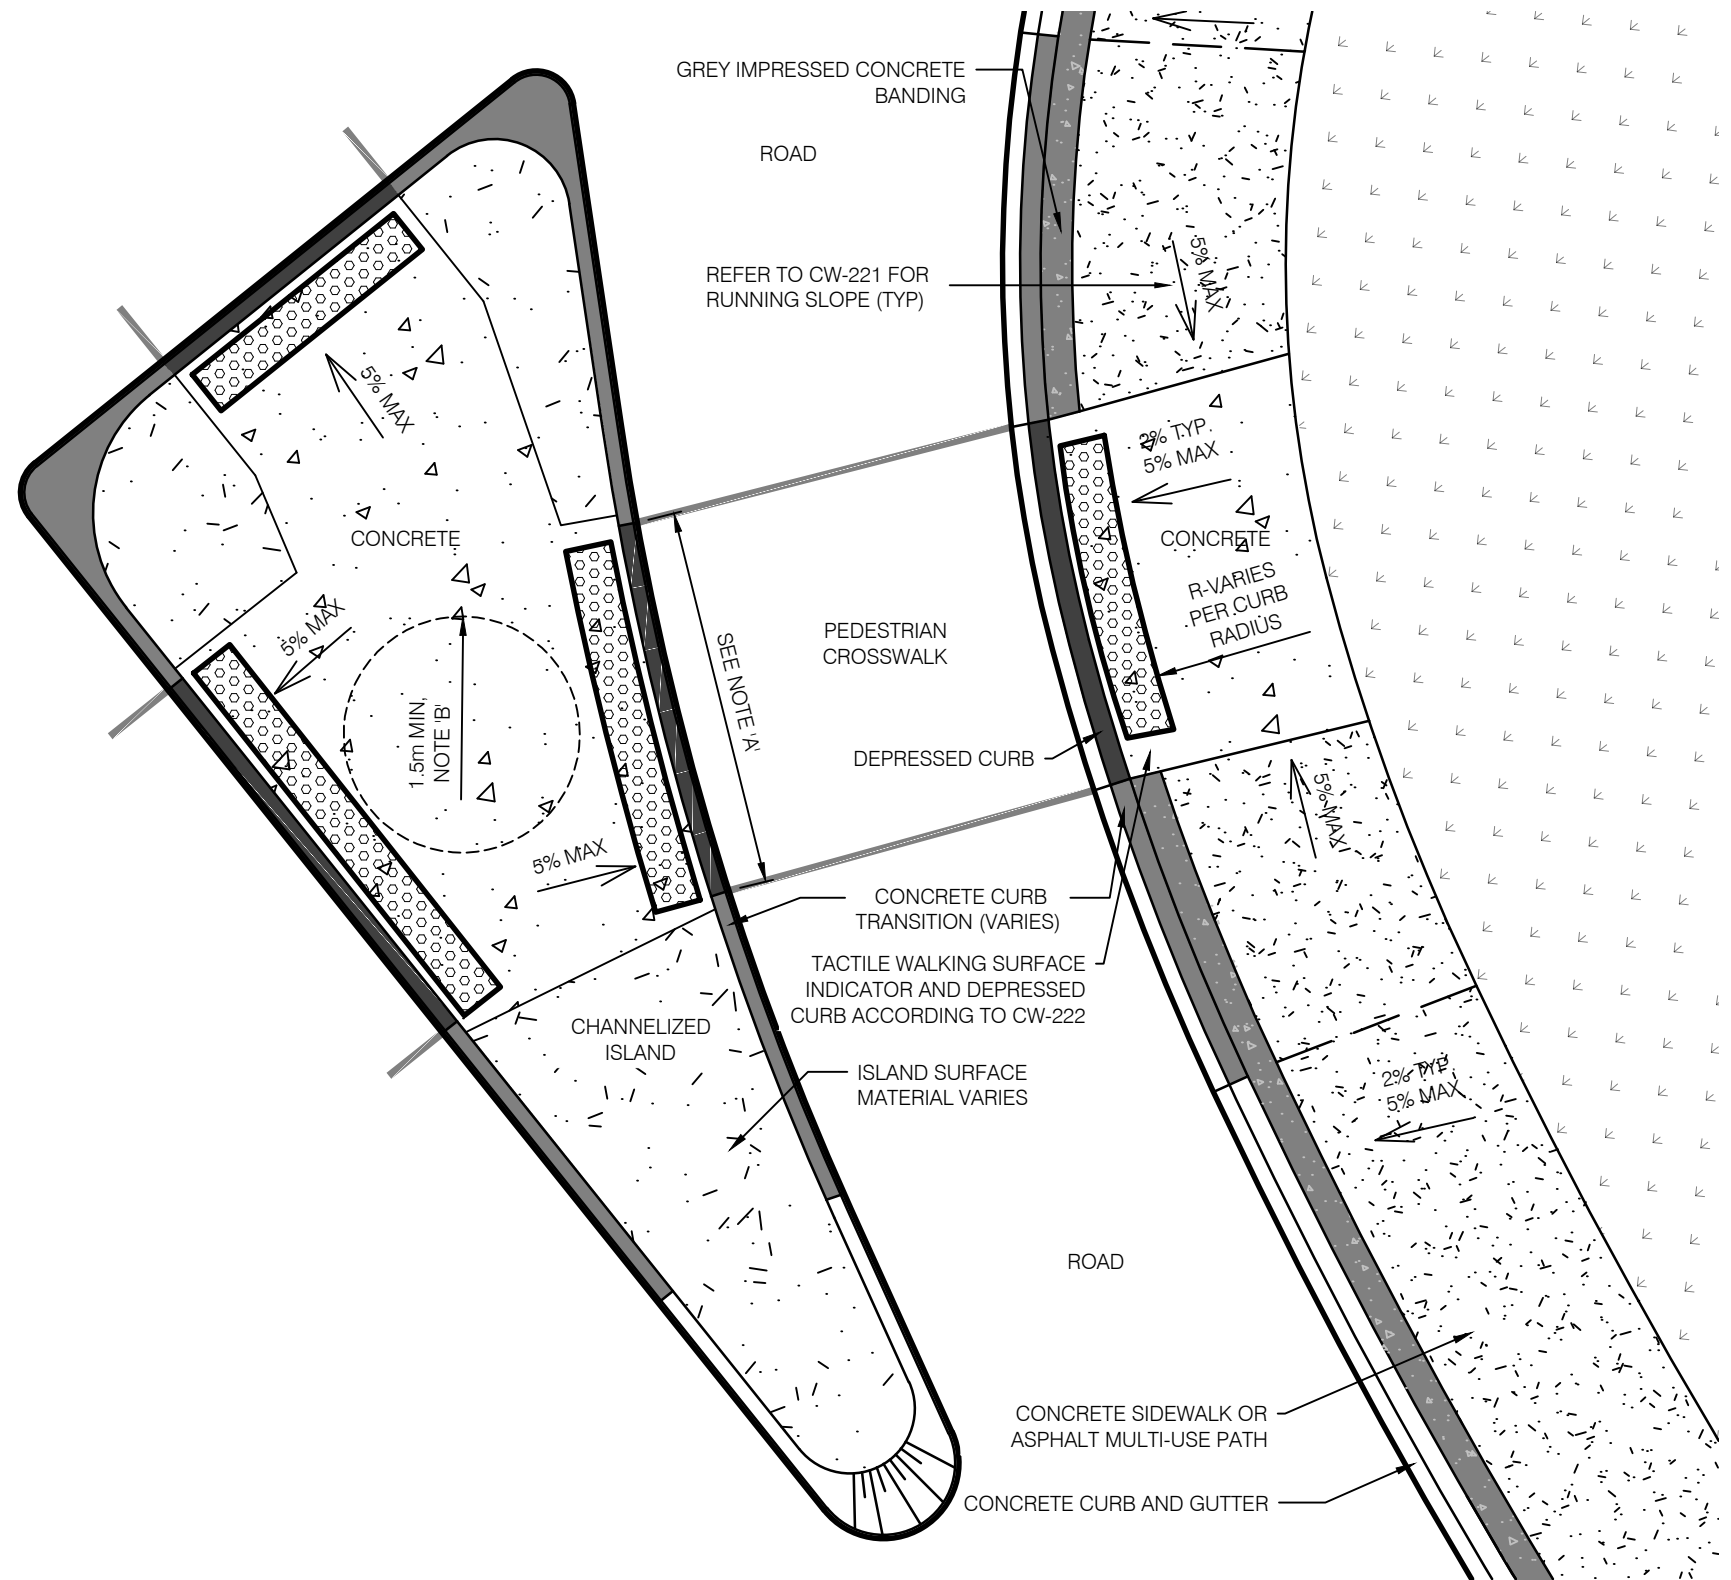 GREY IMPRESSED CONCRETE
BANDING
ROAD
REFER TO CW-221 FOR
RUNNING SLOPE (TYP)
5% MAX
5% MAX
2% TYP.
5% MAX
CONCRETE
CONCRETE
R-VARIES
PER CURB
RADIUS
5% MAX
PEDESTRIAN
CROSSWALK
SEE NOTE 'A'
1.5m MIN,
NOTE 'B'
DEPRESSED CURB
5% MAX
5% MAX
CONCRETE CURB
TRANSITION (VARIES)
TACTILE WALKING SURFACE
INDICATOR AND DEPRESSED
CURB ACCORDING TO CW-222
CHANNELIZED
ISLAND
ISLAND SURFACE
MATERIAL VARIES
2% TYP.
5% MAX
ROAD
CONCRETE SIDEWALK OR
ASPHALT MULTI-USE PATH
CONCRETE CURB AND GUTTER